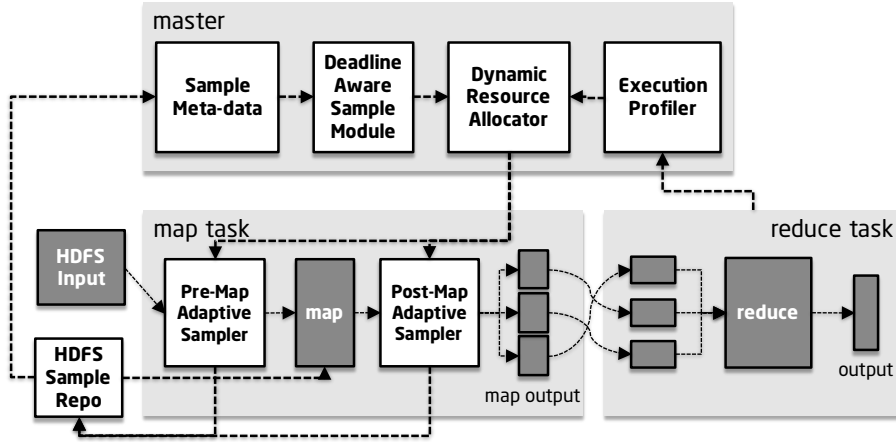 master
Sample
Meta-data
Deadline
Aware
Sample
Module
Dynamic
Resource
Allocator
Execution
Profiler
map task
reduce task
HDFS
Input
Pre-Map
Adaptive
Sampler
map
Post-Map
Adaptive
Sampler
reduce
HDFS
Sample
Repo
map output
output